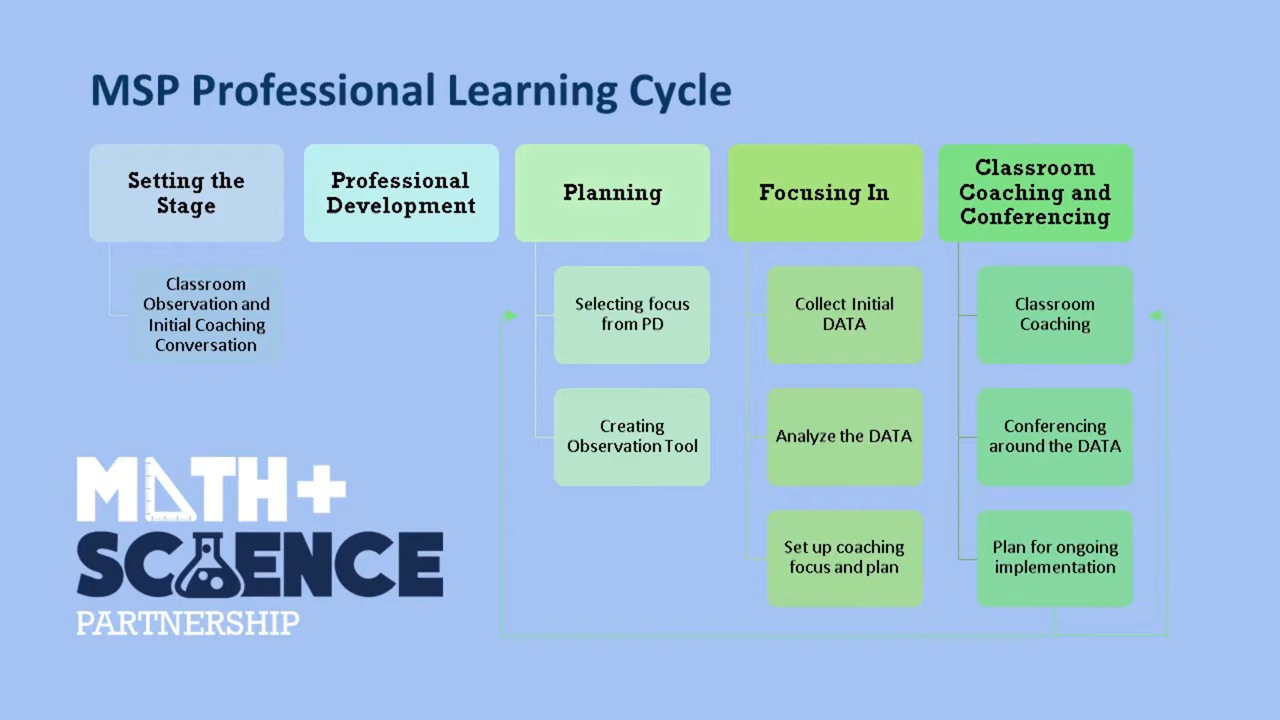 MSP Professional Learning Cycle
Setting the
Stage
Professional
Development
Planning
Focusing In
Classroom
Coaching and
Conferencing
Classroom
Observation and
Initial Coaching
Conversation
Selecting focus
from PD
Creating
Observation Tool
Collect Initial
DATA
Analyze the DATA
Set up coaching
focus and plan
Classroom
Coaching
Conferencing
around the DATA
Plan for ongoing
implementation
MATH+
SCIENCE
PARTNERSHIP